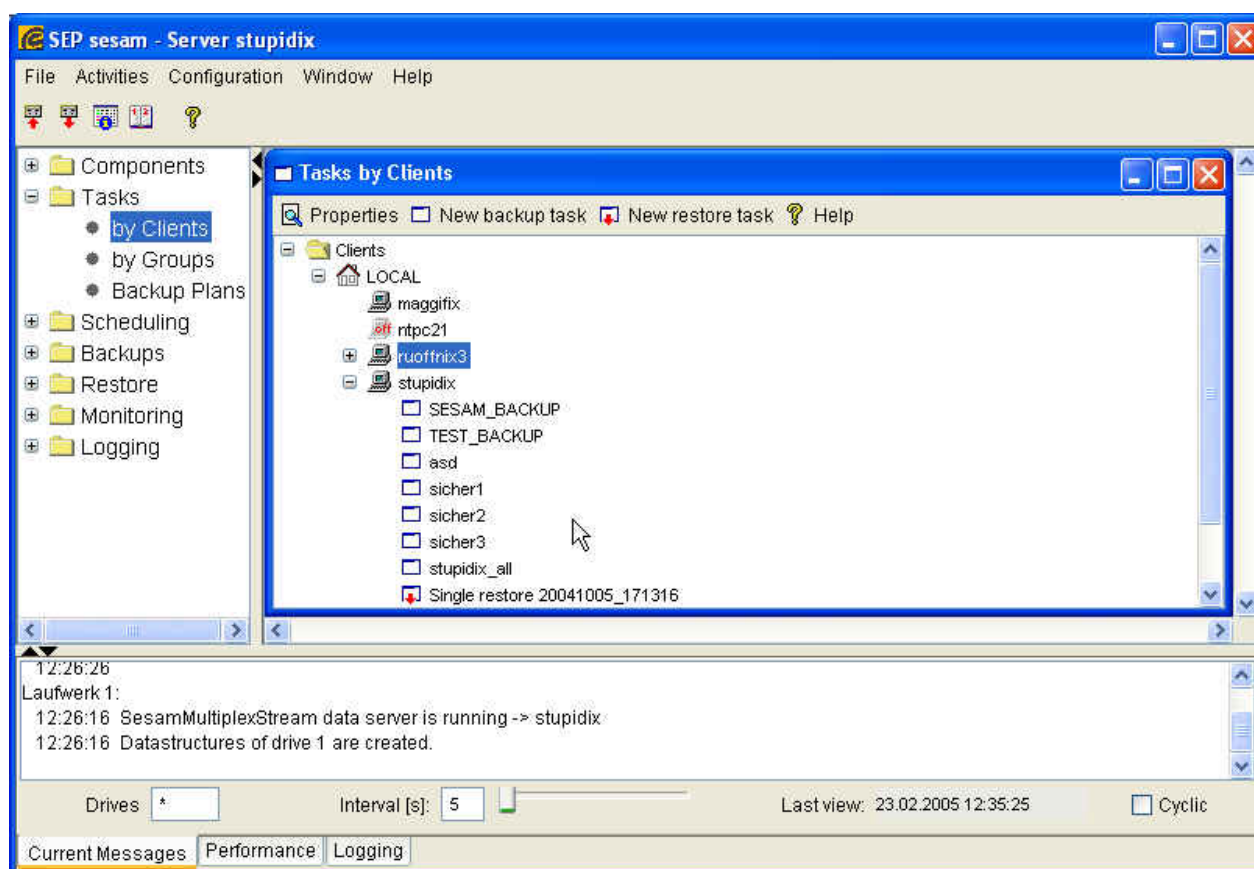 SEP sesam - Server stupidix
File Activities Configuration Window Help
Components
Tasks
by Clients
by Groups
Backup Plans
Scheduling
Backups
Restore
Monitoring
Logging
Tasks by Clients
Properties New backup task New restore task Help
Clients
LOCAL
maggifix
off ntpc21
ruoffnix3
stupidix
SESAM_BACKUP
TEST_BACKUP
asd
sicher1
sicher2
sicher3
stupidix_all
Single restore 20041005_171316
12:26:26
Laufwerk 1:
12:26:16 SesamMultiplexStream data server is running -> stupidix
12:26:16 Datastructures of drive 1 are created.
Drives * Interval [s]: 5 Last view: 23.02.2005 12:35:25 Cyclic
Current Messages Performance Logging